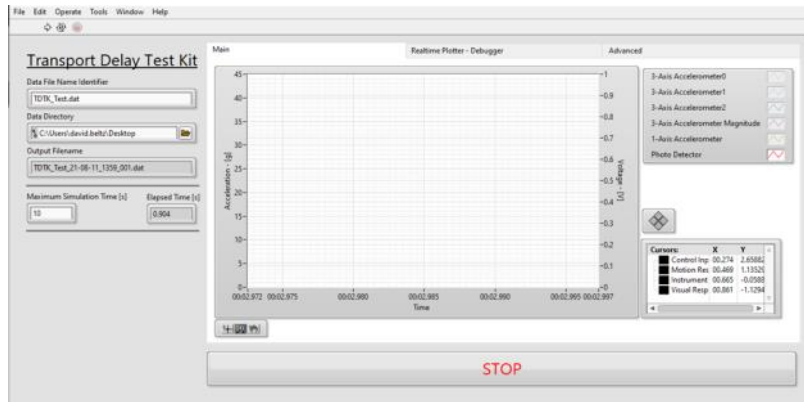 File Edit Operate Tools Window Help
Transport Delay Test Kit
Data File Name Identifier
TDTK_Test.dat
Data Directory
C:\Users\david.beltz\Desktop
Output Filename
TDTK_Test_21-08-11_1359_001.dat
Maximum Simulation Time [s] Elapsed Time [s]
10 0.904
Main Realtime Plotter - Debugger Advanced
45
40
35
30
25
20
15
10
5
0
Acceleration - [g]
1
0.9
0.8
0.7
0.6
0.5
0.4
0.3
0.2
0.1
0
Voltage - [V]
00:02.972 00:02.975 00:02.980 00:02.985 00:02.990 00:02.995 00:02.997
Time
3-Axis Accelerometer0
3-Axis Accelerometer1
3-Axis Accelerometer2
3-Axis Accelerometer Magnitude
1-Axis Accelerometer
Photo Detector
Cursors: X Y
Control Inp 00.274 2.6588
Motion Res 00.469 1.1352
Instrument 00.665 -0.0588
Visual Resp 00.861 -1.1294
STOP